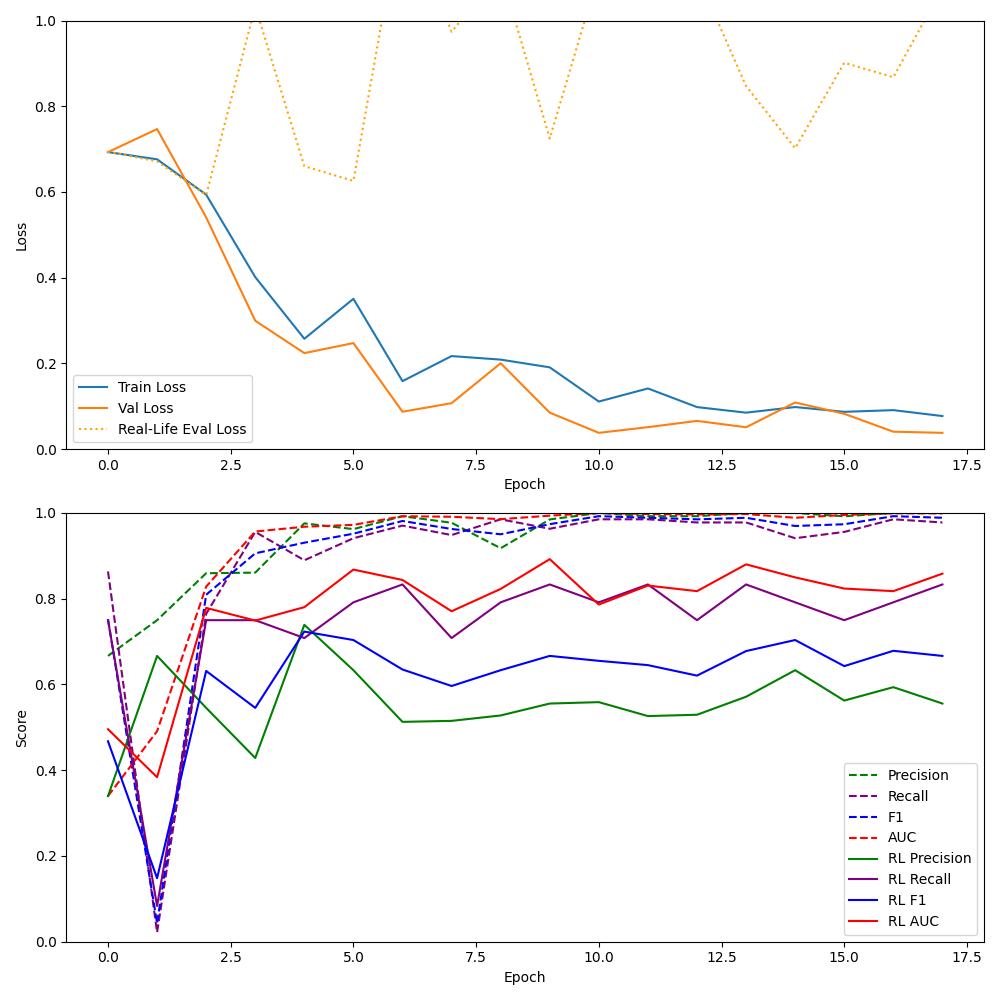 1.0
0.8
0.6
0.4
0.2
0.0
Loss
Train Loss
Val Loss
Real-Life Eval Loss
0.0 2.5 5.0 7.5 10.0 12.5 15.0 17.5
Epoch
1.0
0.8
0.6
0.4
0.2
0.0
Score
Precision
Recall
F1
AUC
RL Precision
RL Recall
RL F1
RL AUC
0.0 2.5 5.0 7.5 10.0 12.5 15.0 17.5
Epoch